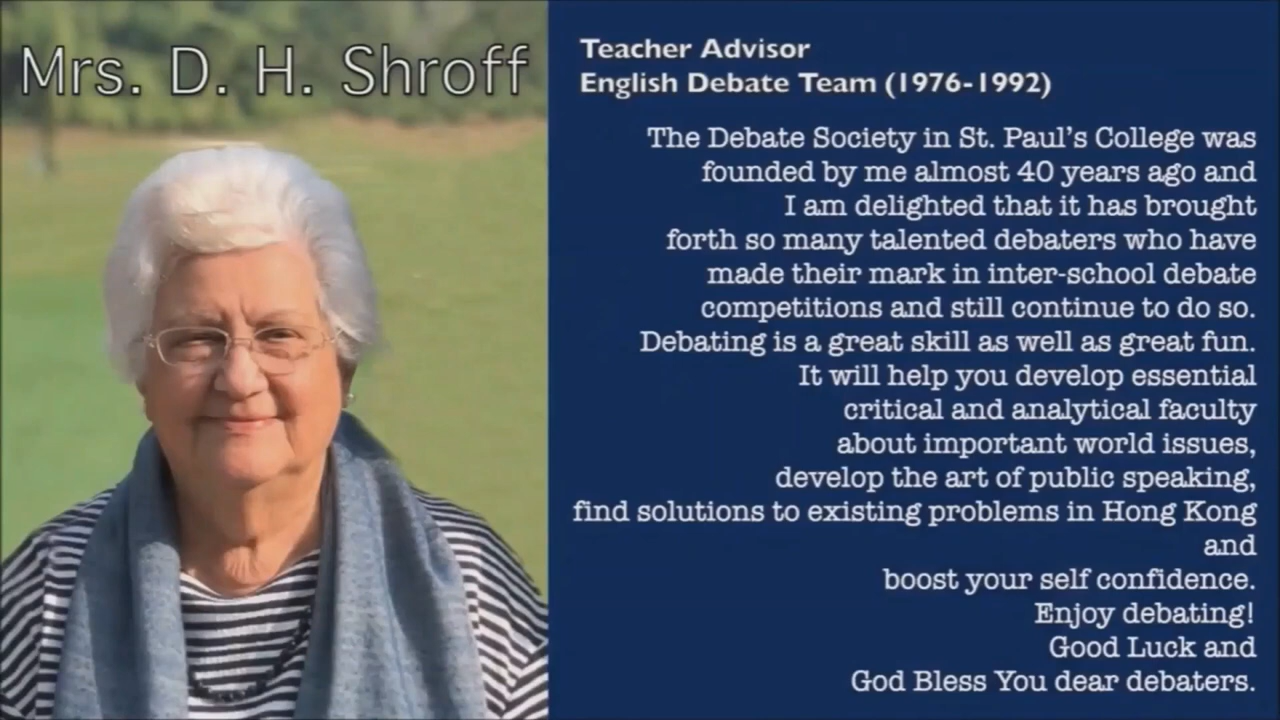 Mrs. D. H. Shroff
Teacher Advisor
English Debate Team (1976-1992)
The Debate Society in St. Paul's College was
founded by me almost 40 years ago and
I am delighted that it has brought
forth so many talented debaters who have
made their mark in inter-school debate
competitions and still continue to do so.
Debating is a great skill as well as great fun.
It will help you develop essential
critical and analytical faculty
about important world issues,
develop the art of public speaking,
find solutions to existing problems in Hong Kong
and
boost your self confidence.
Enjoy debating!
Good Luck and
God Bless You dear debaters.